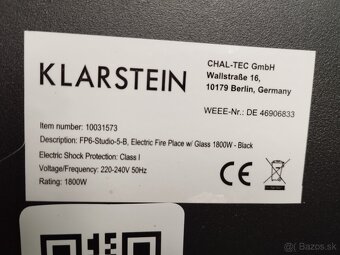 KLARSTEIN
CHAL-TEC GmbH
Wallstraße 16,
10179 Berlin, Germany
WEEE-Nr.: DE 46906833
Item number: 10031573
Description: FP6-Studio-5-B, Electric Fire Place w/ Glass 1800W - Black
Electric Shock Protection: Class I
Voltage/Frequency: 220-240V 50Hz
Rating: 1800W
CE
Bazos.sk